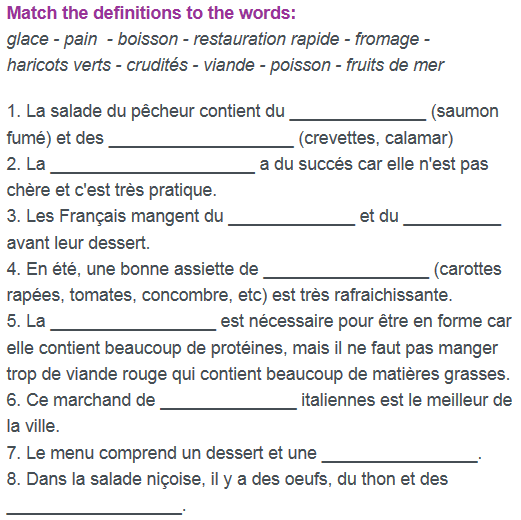 Match the definitions to the words:
glace - pain - boisson - restauration rapide - fromage -
haricots verts - crudités - viande - poisson - fruits de mer
1. La salade du pêcheur contient du ______________ (saumon
fumé) et des ___________________ (crevettes, calamar)
2. La _____________________ a du succés car elle n'est pas
chère et c'est très pratique.
3. Les Français mangent du _____________ et du __________
avant leur dessert.
4. En été, une bonne assiette de _________________ (carottes
rapées, tomates, concombre, etc) est très rafraichissante.
5. La _________________ est nécessaire pour être en forme car
elle contient beaucoup de protéines, mais il ne faut pas manger
trop de viande rouge qui contient beaucoup de matières grasses.
6. Ce marchand de ______________ italiennes est le meilleur de
la ville.
7. Le menu comprend un dessert et une ________________.
8. Dans la salade niçoise, il y a des oeufs, du thon et des
__________________.